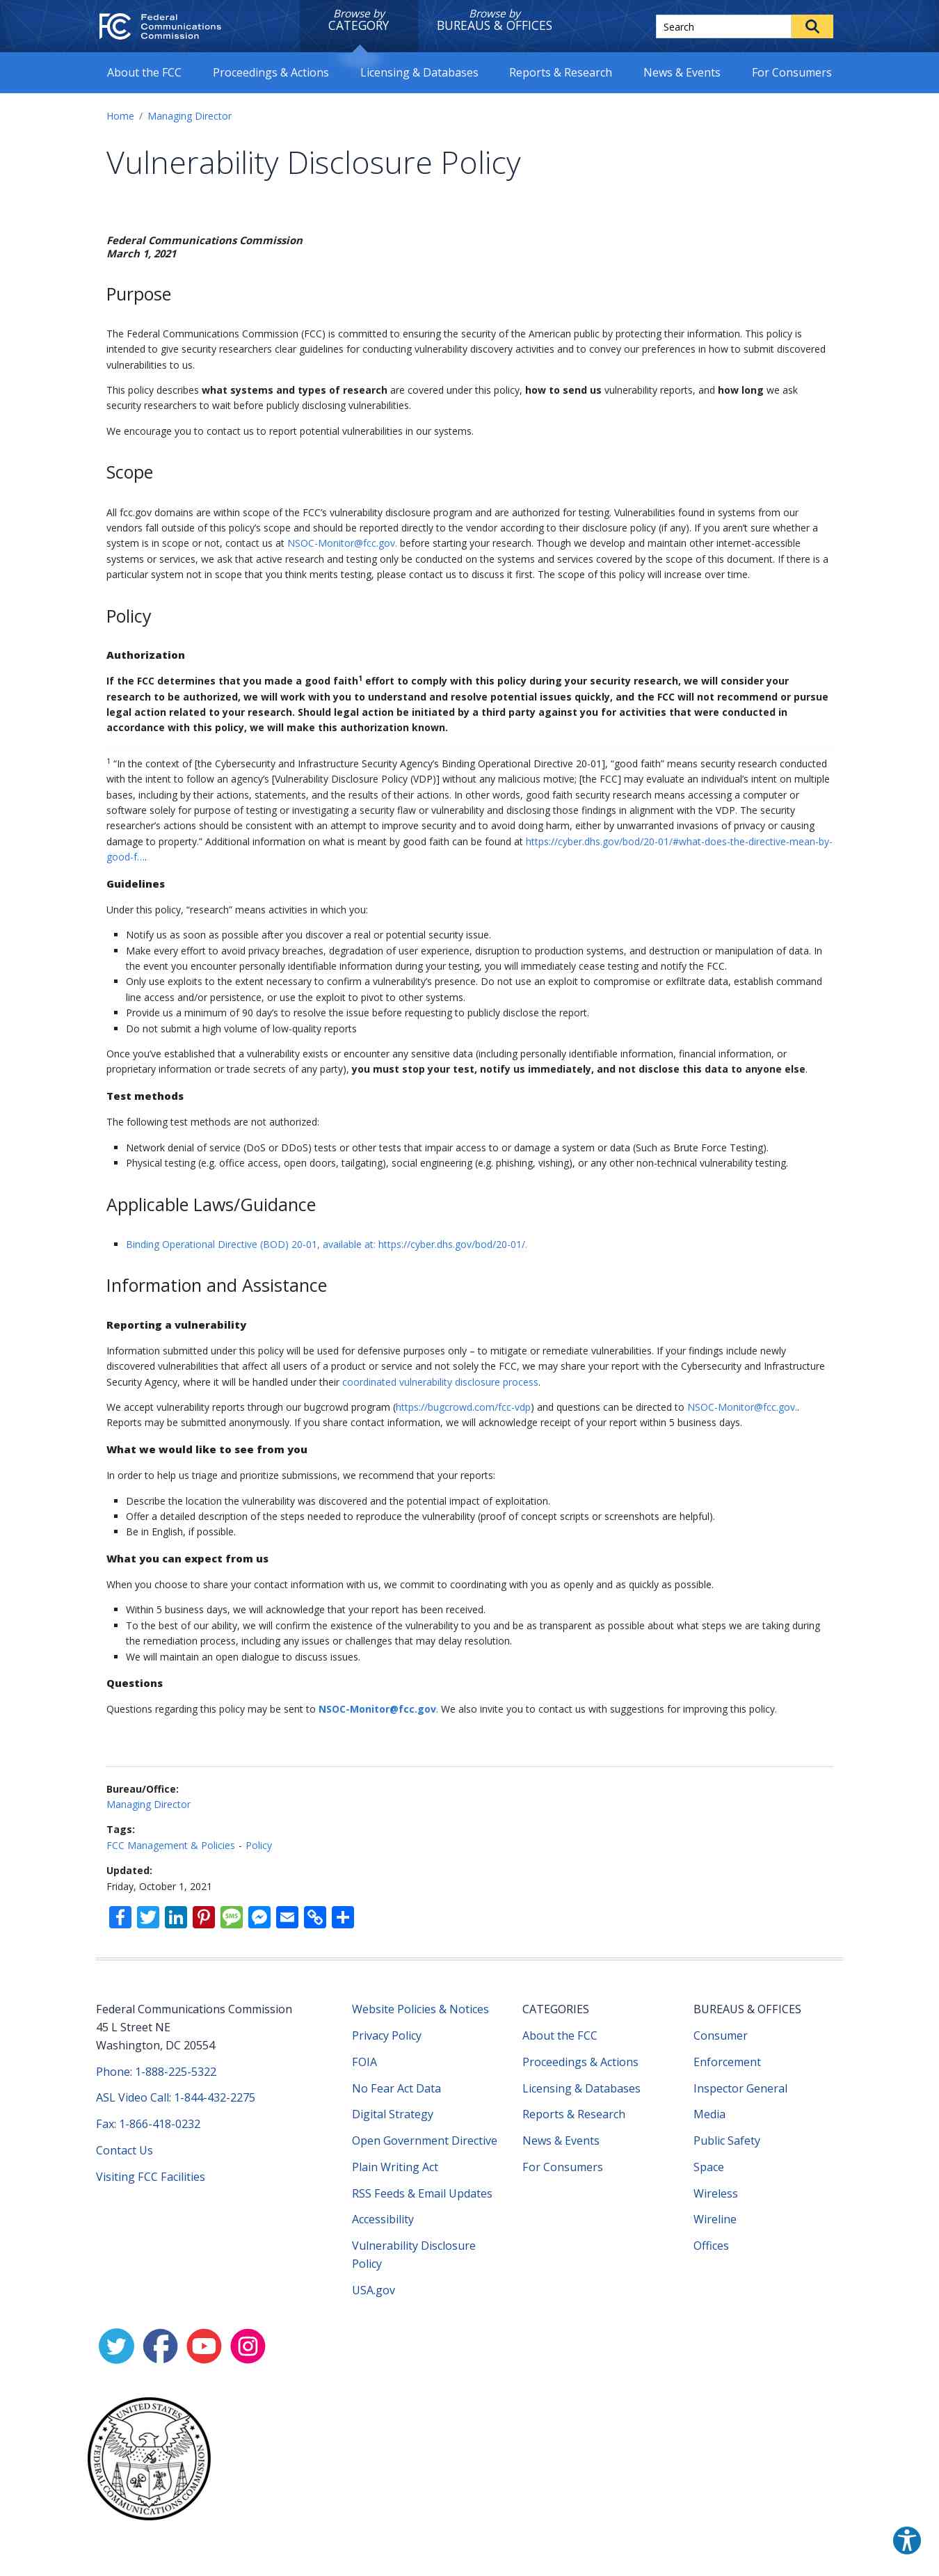 Federal
Communications
Commission
Browse by
CATEGORY
Browse by
BUREAUS & OFFICES
Search
About the FCC
Proceedings & Actions
Licensing & Databases
Reports & Research
News & Events
For Consumers
Home / Managing Director
Vulnerability Disclosure Policy
Federal Communications Commission
March 1, 2021
Purpose
The Federal Communications Commission (FCC) is committed to ensuring the security of the American public by protecting their information. This policy is
intended to give security researchers clear guidelines for conducting vulnerability discovery activities and to convey our preferences in how to submit discovered
vulnerabilities to us.
This policy describes what systems and types of research are covered under this policy, how to send us vulnerability reports, and how long we ask
security researchers to wait before publicly disclosing vulnerabilities.
We encourage you to contact us to report potential vulnerabilities in our systems.
Scope
All fcc.gov domains are within scope of the FCC’s vulnerability disclosure program and are authorized for testing. Vulnerabilities found in systems from our
vendors fall outside of this policy’s scope and should be reported directly to the vendor according to their disclosure policy (if any). If you aren’t sure whether a
system is in scope or not, contact us at NSOC-Monitor@fcc.gov. before starting your research. Though we develop and maintain other internet-accessible
systems or services, we ask that active research and testing only be conducted on the systems and services covered by the scope of this document. If there is a
particular system not in scope that you think merits testing, please contact us to discuss it first. The scope of this policy will increase over time.
Policy
Authorization
If the FCC determines that you made a good faith1 effort to comply with this policy during your security research, we will consider your
research to be authorized, we will work with you to understand and resolve potential issues quickly, and the FCC will not recommend or pursue
legal action related to your research. Should legal action be initiated by a third party against you for activities that were conducted in
accordance with this policy, we will make this authorization known.
1 “In the context of [the Cybersecurity and Infrastructure Security Agency’s Binding Operational Directive 20-01], “good faith” means security research conducted
with the intent to follow an agency’s [Vulnerability Disclosure Policy (VDP)] without any malicious motive; [the FCC] may evaluate an individual’s intent on multiple
bases, including by their actions, statements, and the results of their actions. In other words, good faith security research means accessing a computer or
software solely for purpose of testing or investigating a security flaw or vulnerability and disclosing those findings in alignment with the VDP. The security
researcher’s actions should be consistent with an attempt to improve security and to avoid doing harm, either by unwarranted invasions of privacy or causing
damage to property.” Additional information on what is meant by good faith can be found at https://cyber.dhs.gov/bod/20-01/#what-does-the-directive-mean-by-
good-f....
Guidelines
Under this policy, “research” means activities in which you:
▪ Notify us as soon as possible after you discover a real or potential security issue.
▪ Make every effort to avoid privacy breaches, degradation of user experience, disruption to production systems, and destruction or manipulation of data. In
the event you encounter personally identifiable information during your testing, you will immediately cease testing and notify the FCC.
▪ Only use exploits to the extent necessary to confirm a vulnerability’s presence. Do not use an exploit to compromise or exfiltrate data, establish command
line access and/or persistence, or use the exploit to pivot to other systems.
▪ Provide us a minimum of 90 day’s to resolve the issue before requesting to publicly disclose the report.
▪ Do not submit a high volume of low-quality reports
Once you’ve established that a vulnerability exists or encounter any sensitive data (including personally identifiable information, financial information, or
proprietary information or trade secrets of any party), you must stop your test, notify us immediately, and not disclose this data to anyone else.
Test methods
The following test methods are not authorized:
▪ Network denial of service (DoS or DDoS) tests or other tests that impair access to or damage a system or data (Such as Brute Force Testing).
▪ Physical testing (e.g. office access, open doors, tailgating), social engineering (e.g. phishing, vishing), or any other non-technical vulnerability testing.
Applicable Laws/Guidance
▪ Binding Operational Directive (BOD) 20-01, available at: https://cyber.dhs.gov/bod/20-01/.
Information and Assistance
Reporting a vulnerability
Information submitted under this policy will be used for defensive purposes only – to mitigate or remediate vulnerabilities. If your findings include newly
discovered vulnerabilities that affect all users of a product or service and not solely the FCC, we may share your report with the Cybersecurity and Infrastructure
Security Agency, where it will be handled under their coordinated vulnerability disclosure process.
We accept vulnerability reports through our bugcrowd program (https://bugcrowd.com/fcc-vdp) and questions can be directed to NSOC-Monitor@fcc.gov..
Reports may be submitted anonymously. If you share contact information, we will acknowledge receipt of your report within 5 business days.
What we would like to see from you
In order to help us triage and prioritize submissions, we recommend that your reports:
▪ Describe the location the vulnerability was discovered and the potential impact of exploitation.
▪ Offer a detailed description of the steps needed to reproduce the vulnerability (proof of concept scripts or screenshots are helpful).
▪ Be in English, if possible.
What you can expect from us
When you choose to share your contact information with us, we commit to coordinating with you as openly and as quickly as possible.
▪ Within 5 business days, we will acknowledge that your report has been received.
▪ To the best of our ability, we will confirm the existence of the vulnerability to you and be as transparent as possible about what steps we are taking during
the remediation process, including any issues or challenges that may delay resolution.
▪ We will maintain an open dialogue to discuss issues.
Questions
Questions regarding this policy may be sent to NSOC-Monitor@fcc.gov. We also invite you to contact us with suggestions for improving this policy.
Bureau/Office:
Managing Director
Tags:
FCC Management & Policies - Policy
Updated:
Friday, October 1, 2021
SMS
Federal Communications Commission
45 L Street NE
Washington, DC 20554
Phone: 1-888-225-5322
ASL Video Call: 1-844-432-2275
Fax: 1-866-418-0232
Contact Us
Visiting FCC Facilities
Website Policies & Notices
Privacy Policy
FOIA
No Fear Act Data
Digital Strategy
Open Government Directive
Plain Writing Act
RSS Feeds & Email Updates
Accessibility
Vulnerability Disclosure
Policy
USA.gov
CATEGORIES
About the FCC
Proceedings & Actions
Licensing & Databases
Reports & Research
News & Events
For Consumers
BUREAUS & OFFICES
Consumer
Enforcement
Inspector General
Media
Public Safety
Space
Wireless
Wireline
Offices
UNITED STATES
FEDERAL COMMUNICATIONS COMMISSION